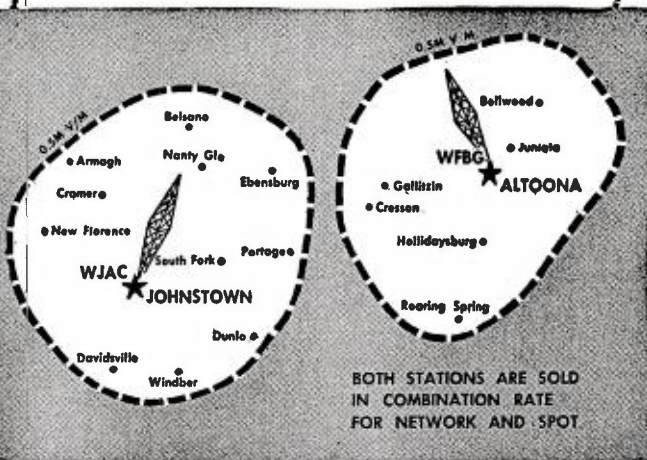 0.5M V/M
Belsano
Nanty Glo
Armagh
Ebensburg
Cramer
New Florence
South Fork
Portage
WJAC
JOHNSTOWN
Dunlo
Davidsville
Windber
0.5M V M
Bellwood
Juniata
WFBG
ALTOONA
Gallitzin
Cresson
Hollidaysburg
Roaring Spring
BOTH STATIONS ARE SOLD
IN COMBINATION RATE
FOR NETWORK AND SPOT